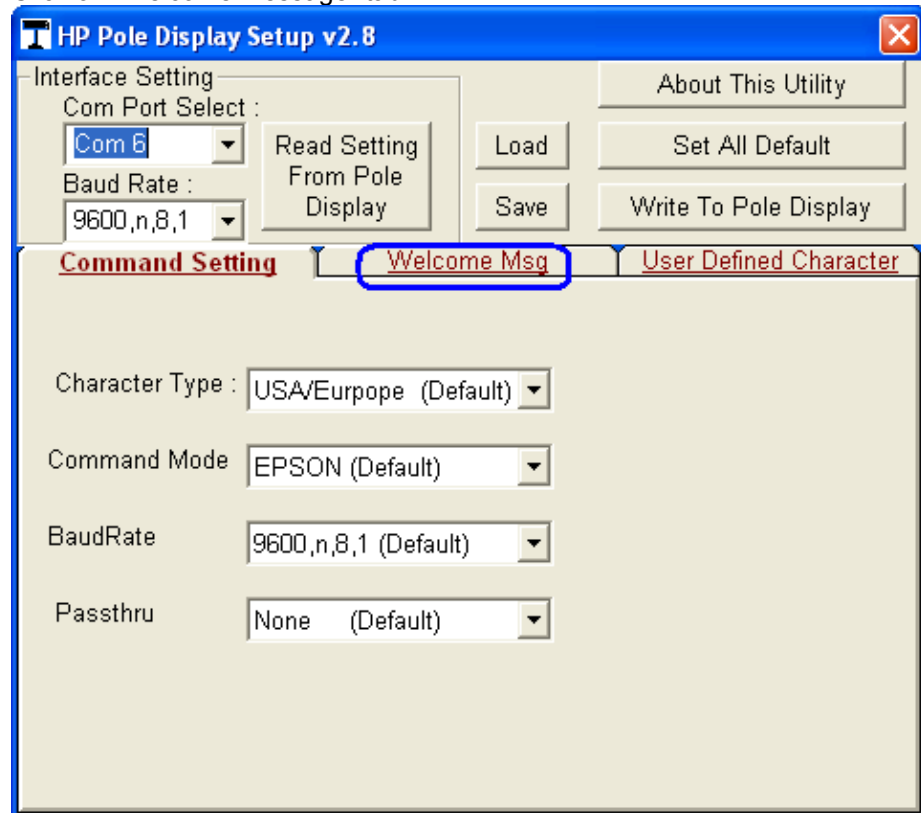 HP Pole Display Setup v2.8
Interface Setting
Com Port Select :
Com 6
Baud Rate :
9600,n,8,1
Read Setting
From Pole
Display
Load
Save
About This Utility
Set All Default
Write To Pole Display
Command Setting
Welcome Msg
User Defined Character
Character Type : USA/Eurpope (Default)
Command Mode EPSON (Default)
BaudRate 9600,n,8,1 (Default)
Passthru None (Default)